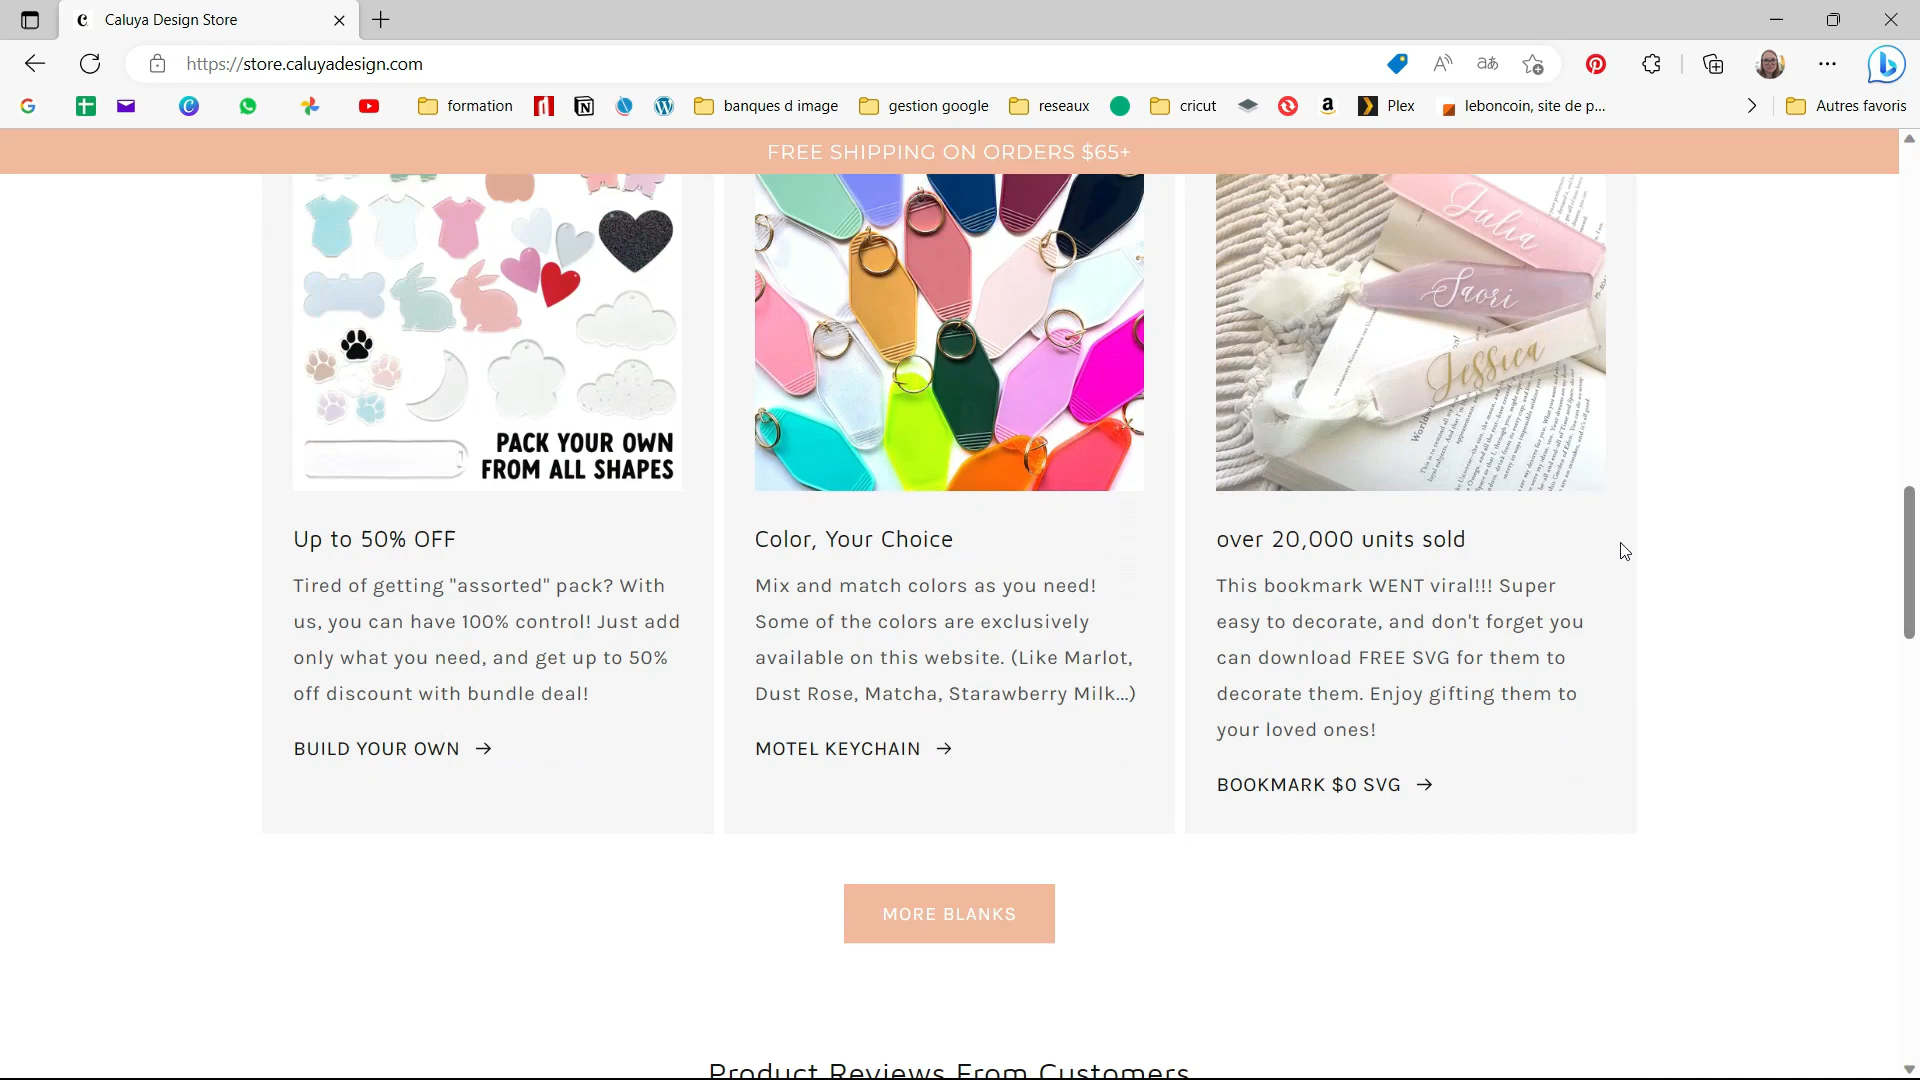 Caluya Design Store
https://store.caluyadesign.com
formation
banques d image
gestion google
reseaux
cricut
Plex
leboncoin, site de p...
Autres favoris
FREE SHIPPING ON ORDERS $65+
PACK YOUR OWN
FROM ALL SHAPES
Julia
Saori
Jessica
Up to 50% OFF
Tired of getting "assorted" pack? With
us, you can have 100% control! Just add
only what you need, and get up to 50%
off discount with bundle deal!
BUILD YOUR OWN →
Color, Your Choice
Mix and match colors as you need!
Some of the colors are exclusively
available on this website. (Like Marlot,
Dust Rose, Matcha, Starawberry Milk...)
MOTEL KEYCHAIN →
over 20,000 units sold
This bookmark WENT viral!!! Super
easy to decorate, and don't forget you
can download FREE SVG for them to
decorate them. Enjoy gifting them to
your loved ones!
BOOKMARK $0 SVG →
MORE BLANKS
Product Reviews From Customers